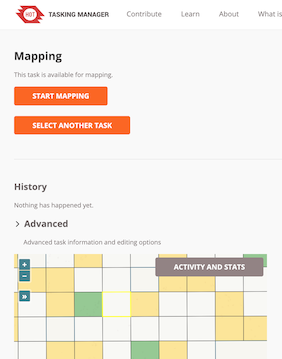 HOT TASKING MANAGER Contribute Learn About What is
Mapping
This task is available for mapping.
START MAPPING
SELECT ANOTHER TASK
History
Nothing has happened yet.
Advanced
Advanced task information and editing options
+
−
»
ACTIVITY AND STATS